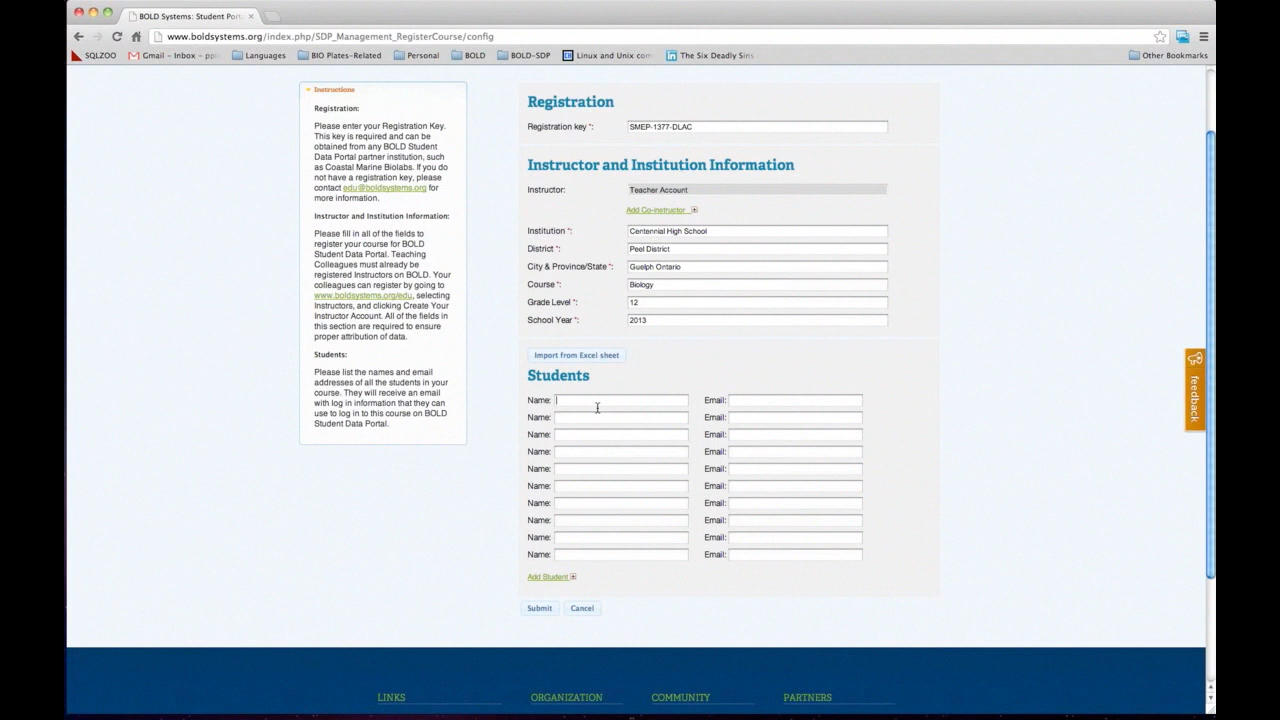 BOLD Systems: Student Port
www.boldsystems.org/index.php/SDP_Management_RegisterCourse/config
SQLZOO
Gmail – Inbox – ppi
Languages
BIO Plates-Related
Personal
BOLD
BOLD-SDP
Linux and Unix com
The Six Deadly Sins
Other Bookmarks
Instructions
Registration:
Please enter your Registration Key.
This key is required and can be
obtained from any BOLD Student
Data Portal partner institution, such
as Coastal Marine Biolabs. If you do
not have a registration key, please
contact edu@boldsystems.org for
more information.
Instructor and Institution Information:
Please fill in all of the fields to
register your course for BOLD
Student Data Portal. Teaching
Colleagues must already be
registered Instructors on BOLD. Your
colleagues can register by going to
www.boldsystems.org/edu, selecting
Instructors, and clicking Create Your
Instructor Account. All of the fields in
this section are required to ensure
proper attribution of data.
Students:
Please list the names and email
addresses of all the students in your
course. They will receive an email
with log in information that they can
use to log in to this course on BOLD
Student Data Portal.
Registration
Registration key *: SMEP-1377-DLAC
Instructor and Institution Information
Instructor: Teacher Account
Add Co-instructor
Institution *: Centennial High School
District *: Peel District
City & Province/State *: Guelph Ontario
Course *: Biology
Grade Level *: 12
School Year *: 2013
Import from Excel sheet
Students
Name: Email:
Name: Email:
Name: Email:
Name: Email:
Name: Email:
Name: Email:
Name: Email:
Name: Email:
Name: Email:
Name: Email:
Add Student
Submit Cancel
feedback
LINKS
ORGANIZATION
COMMUNITY
PARTNERS